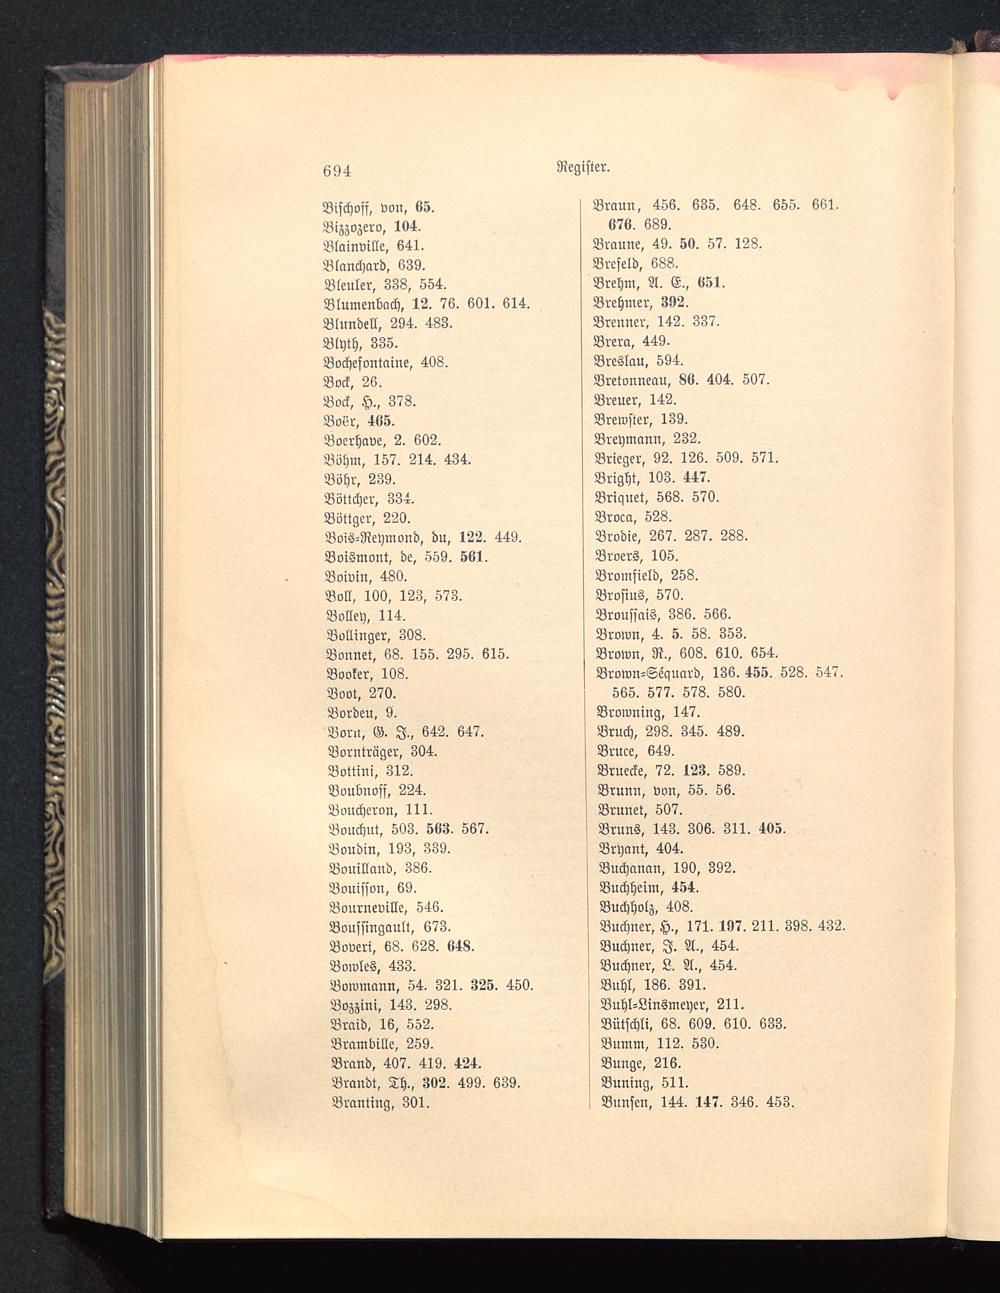 694
Regiſter.
Biſchoff, von, 65.
Bizzozero, 104.
Blainville, 641.
Blanchard, 639.
Bleuler, 338, 554.
Blumenbach, 12. 76. 601. 614.
Blundell, 294. 483.
Blyth, 335.
Bochefontaine, 408.
Bock, 26.
Bock, H., 378.
Boër, 465.
Boerhave, 2. 602.
Böhm, 157. 214. 434.
Böhr, 239.
Böttcher, 334.
Böttger, 220.
Bois⸗Reymond, du, 122. 449.
Boismont, de, 559. 561.
Boivin, 480.
Boll, 100, 123, 573.
Bolley, 114.
Bollinger, 308.
Bonnet, 68. 155. 295. 615.
Booker, 108.
Boot, 270.
Bordeu, 9.
Born, G. J., 642. 647.
Bornträger, 304.
Bottini, 312.
Boubnoff, 224.
Boucheron, 111.
Bouchut, 503. 563. 567.
Boudin, 193, 339.
Bouilland, 386.
Bouiſſon, 69.
Bourneville, 546.
Bouſſingault, 673.
Boveri, 68. 628. 648.
Bowles, 433.
Bowmann, 54. 321. 325. 450.
Bozzini, 143. 298.
Braid, 16, 552.
Brambille, 259.
Brand, 407. 419. 424.
Brandt, Th., 302. 499. 639.
Branting, 301.
Braun, 456. 635. 648. 655. 661.
676. 689.
Braune, 49. 50. 57. 128.
Brefeld, 688.
Brehm, A. E., 651.
Brehmer, 392.
Brenner, 142. 337.
Brera, 449.
Breslau, 594.
Bretonneau, 86. 404. 507.
Breuer, 142.
Brewſter, 139.
Breymann, 232.
Brieger, 92. 126. 509. 571.
Bright, 103. 447.
Briquet, 568. 570.
Broca, 528.
Brodie, 267. 287. 288.
Broers, 105.
Bromfield, 258.
Broſius, 570.
Brouſſais, 386. 566.
Brown, 4. 5. 58. 353.
Brown, R., 608. 610. 654.
Brown⸗Séquard, 136. 455. 528. 547.
565. 577. 578. 580.
Browning, 147.
Bruch, 298. 345. 489.
Bruce, 649.
Bruecke, 72. 123. 589.
Brunn, von, 55. 56.
Brunet, 507.
Bruns, 143. 306. 311. 405.
Bryant, 404.
Buchanan, 190, 392.
Buchheim, 454.
Buchholz, 408.
Buchner, H., 171. 197. 211. 398. 432.
Buchner, J. A., 454.
Buchner, L. A., 454.
Buhl, 186. 391.
Buhl⸗Linsmeyer, 211.
Bütſchli, 68. 609. 610. 633.
Bumm, 112. 530.
Bunge, 216.
Buning, 511.
Bunſen, 144. 147. 346. 453.